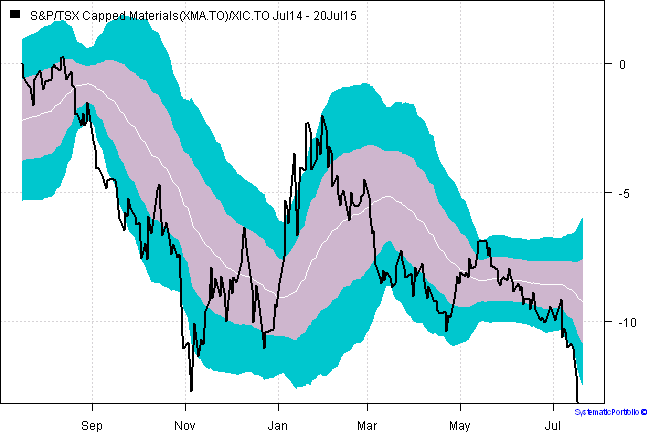 S&P/TSX Capped Materials(XMA.TO)/XIC.TO Jul14 - 20Jul15
0
-5
-10
Sep Nov Jan Mar May Jul
SystematicPortfolio ©